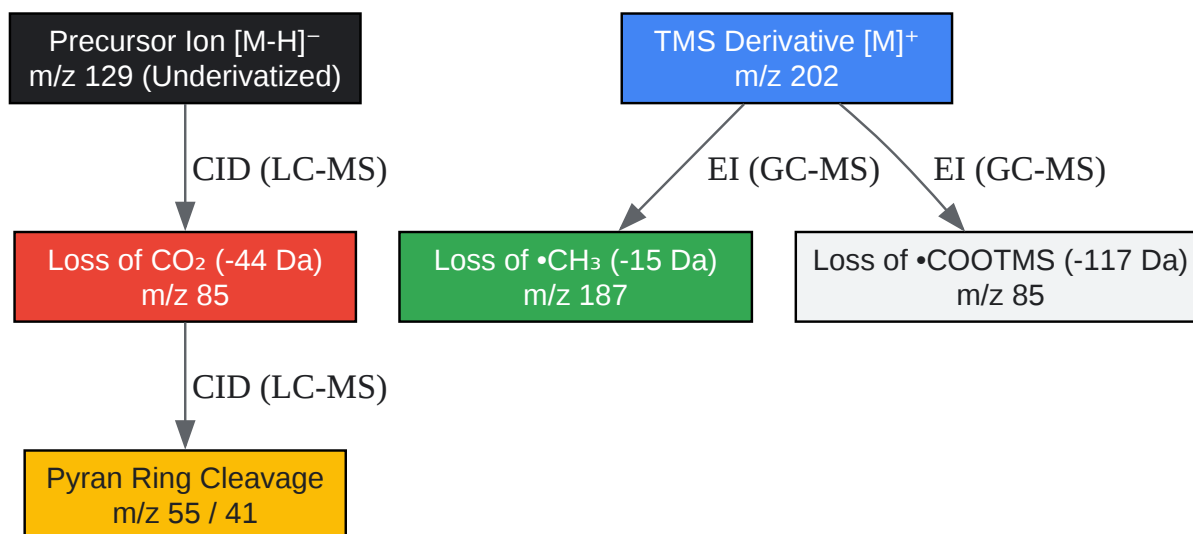 Precursor Ion [M-H]⁻
m/z 129 (Underivatized)
TMS Derivative [M]⁺
m/z 202
CID (LC-MS)
EI (GC-MS)
EI (GC-MS)
Loss of CO₂ (-44 Da)
m/z 85
Loss of •CH₃ (-15 Da)
m/z 187
Loss of •COOTMS (-117 Da)
m/z 85
CID (LC-MS)
Pyran Ring Cleavage
m/z 55 / 41